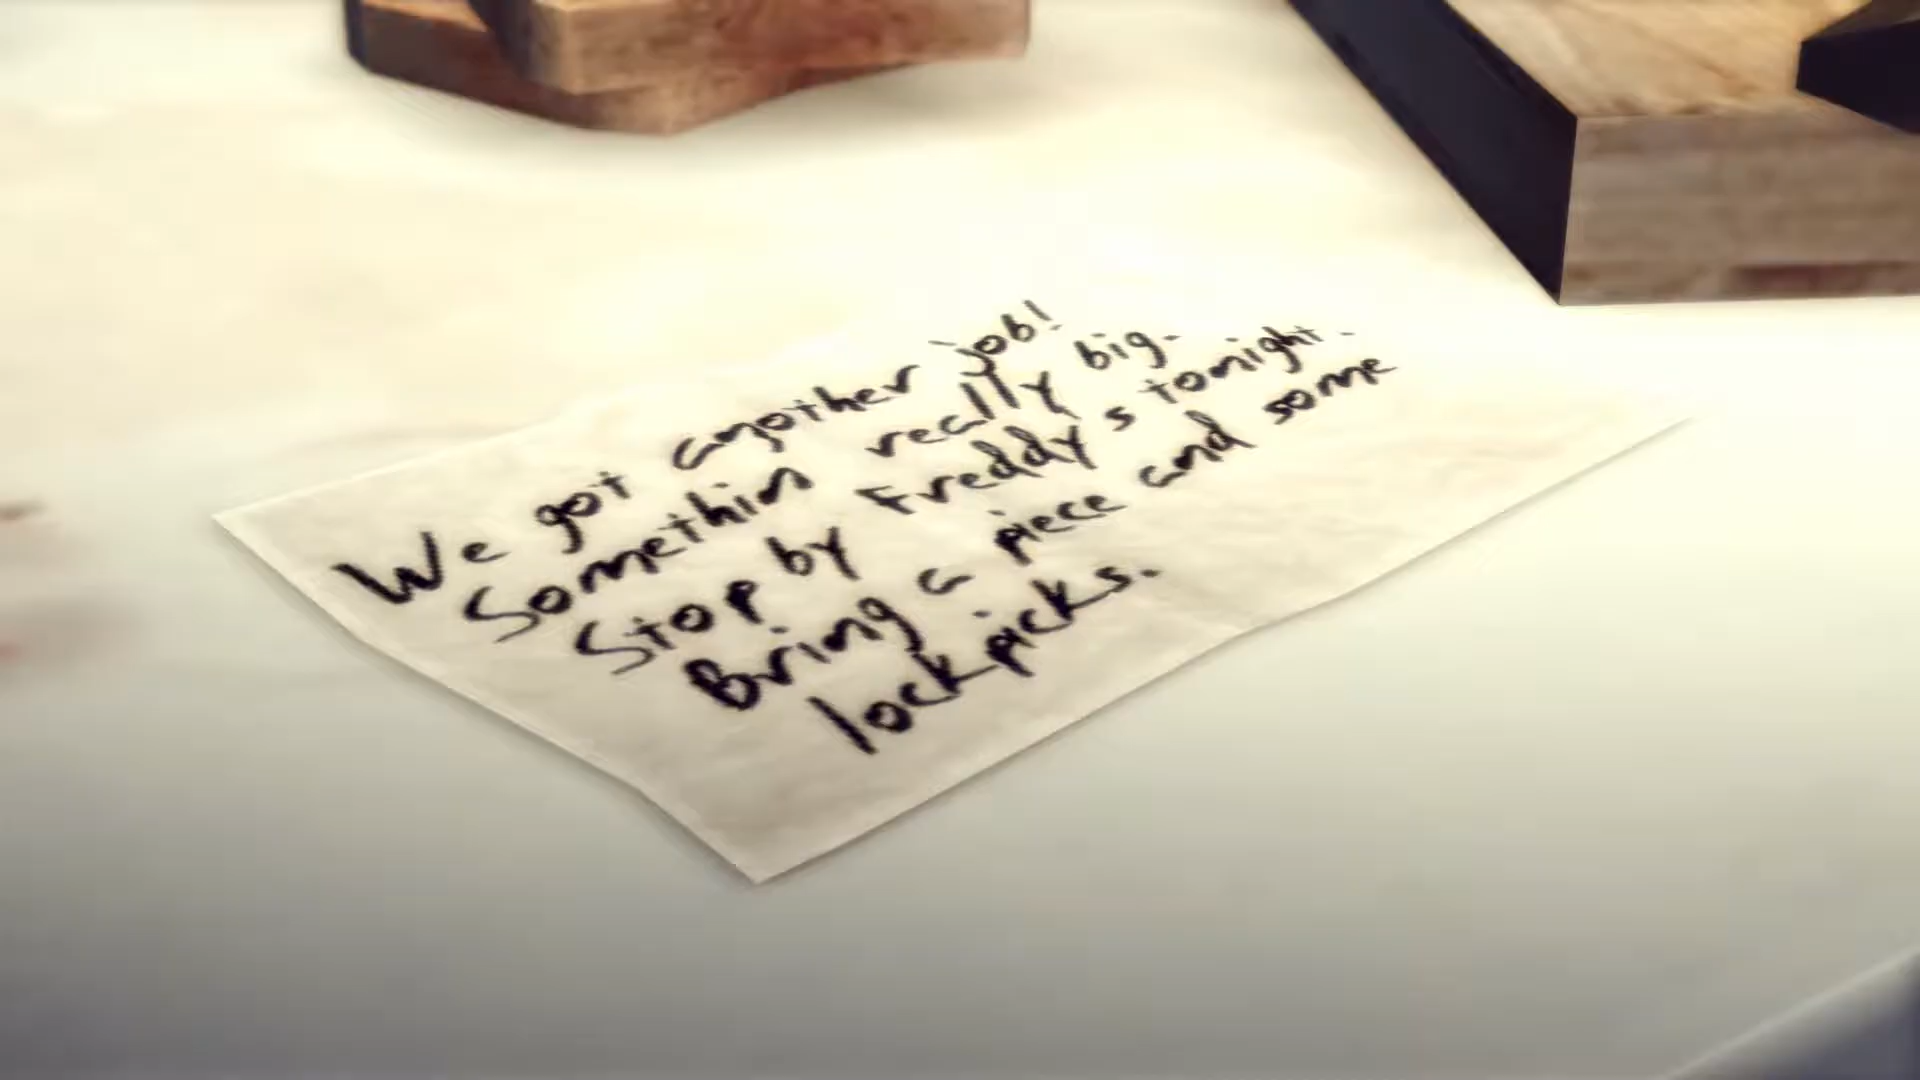 We got another job!
Somethin really big.
Stop by Freddy s tonight.
Bring a piece and some
lockpicks.